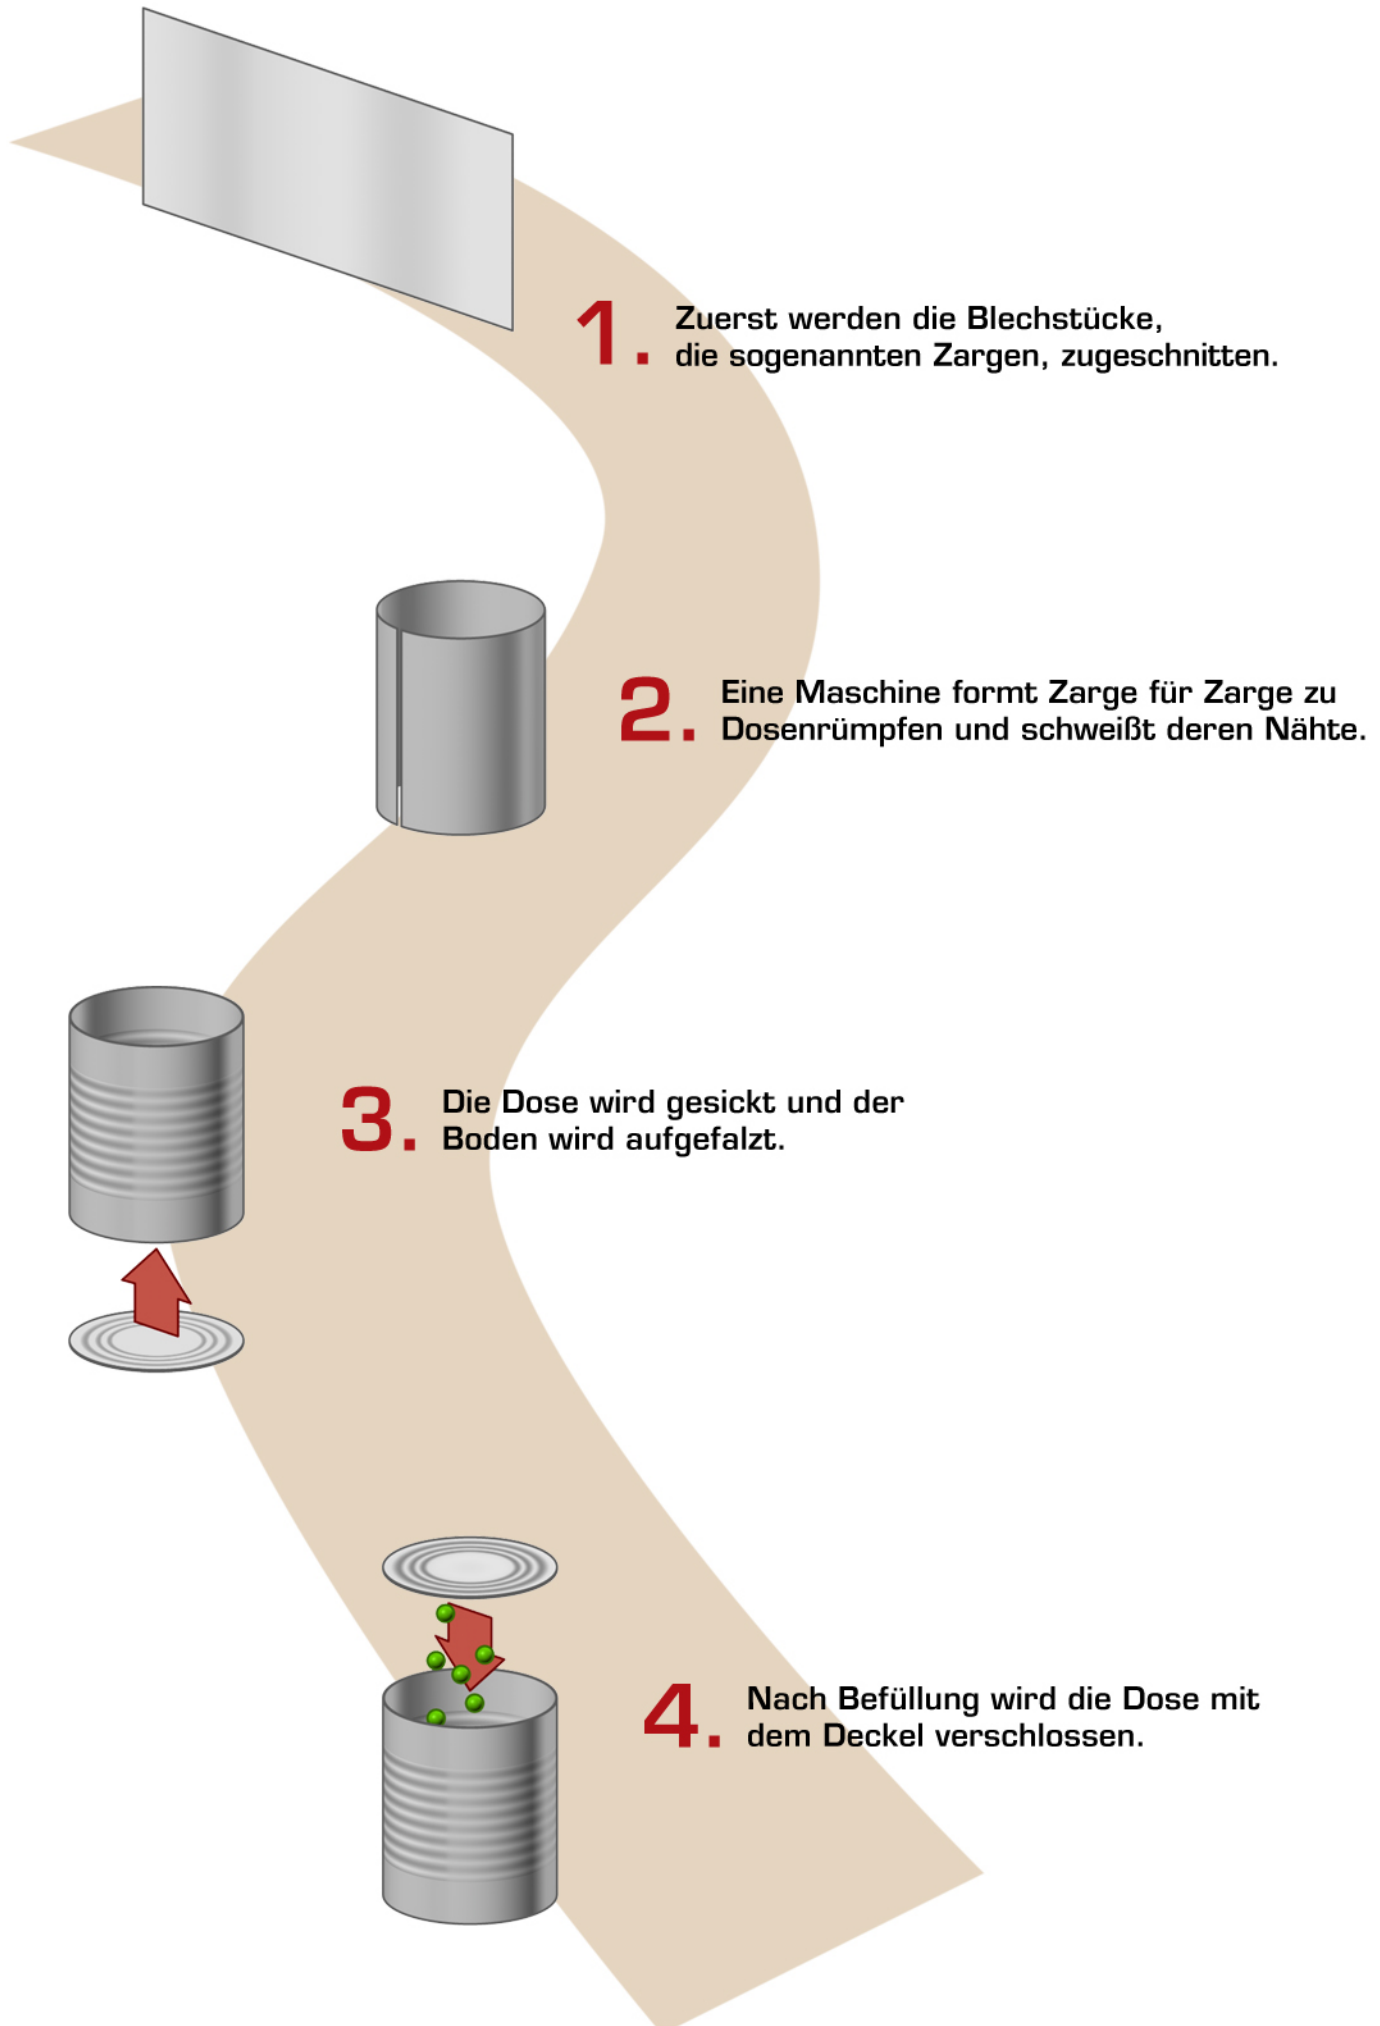 1. Zuerst werden die Blechstücke,
die sogenannten Zargen, zugeschnitten.
2. Eine Maschine formt Zarge für Zarge zu
Dosenrümpfen und schweißt deren Nähte.
3. Die Dose wird gesickt und der
Boden wird aufgefalzt.
4. Nach Befüllung wird die Dose mit
dem Deckel verschlossen.